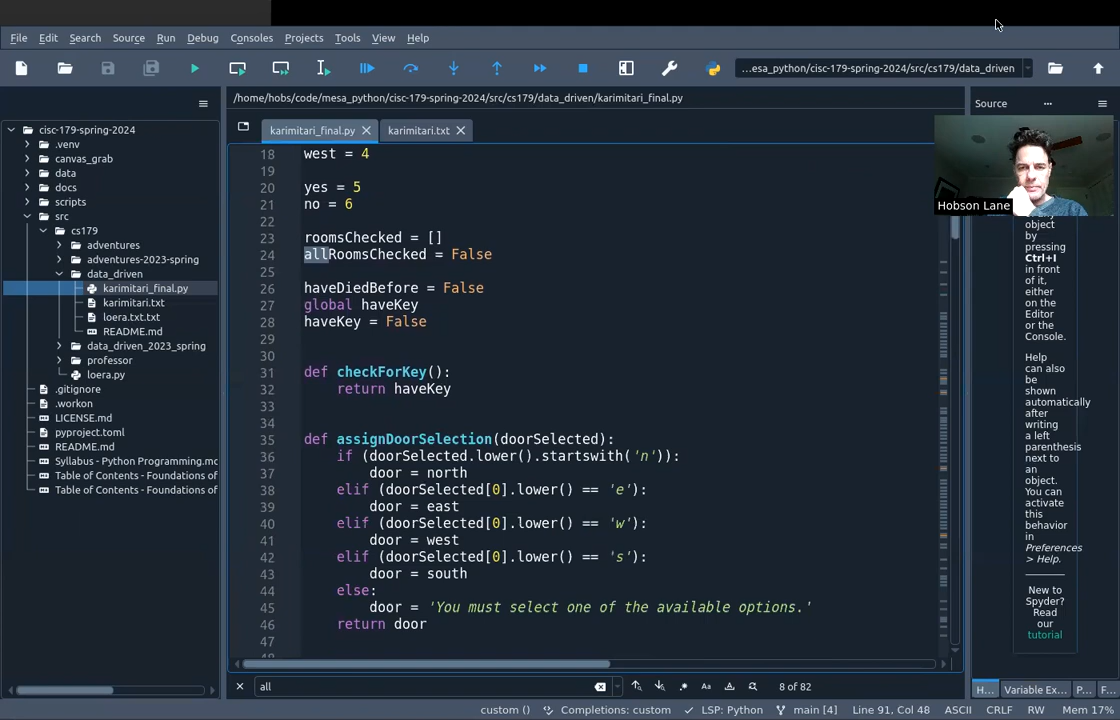 File Edit Search Source Run Debug Consoles Projects Tools View Help
...esa_python/cisc-179-spring-2024/src/cs179/data_driven
/home/hobs/code/mesa_python/cisc-179-spring-2024/src/cs179/data_driven/karimitari_final.py
Source
karimitari_final.py
karimitari.txt
cisc-179-spring-2024
.venv
canvas_grab
data
docs
scripts
src
cs179
adventures
adventures-2023-spring
data_driven
karimitari_final.py
karimitari.txt
loera.txt.txt
README.md
data_driven_2023_spring
professor
loera.py
.gitignore
.workon
LICENSE.md
pyproject.toml
README.md
Syllabus - Python Programming.md
Table of Contents - Foundations of
Table of Contents - Foundations of
18 west = 4
19
20 yes = 5
21 no = 6
22
23 roomsChecked = []
24 allRoomsChecked = False
25
26 haveDiedBefore = False
27 global haveKey
28 haveKey = False
29
30
31 def checkForKey():
32 return haveKey
33
34
35 def assignDoorSelection(doorSelected):
36 if (doorSelected.lower().startswith('n')):
37 door = north
38 elif (doorSelected[0].lower() == 'e'):
39 door = east
40 elif (doorSelected[0].lower() == 'w'):
41 door = west
42 elif (doorSelected[0].lower() == 's'):
43 door = south
44 else:
45 door = 'You must select one of the available options.'
46 return door
47
Hobson Lane
object
by
pressing
Ctrl+I
in front
of it,
either
on the
Editor
or the
Console.
Help
can also
be
shown
automatically
after
writing
a left
parenthesis
next to
an
object.
You can
activate
this
behavior
in
Preferences
> Help.
New to
Spyder?
Read
our
tutorial
all
Aa
8 of 82
H... Variable Ex... P... F...
custom () Completions: custom LSP: Python main [4] Line 91, Col 48 ASCII CRLF RW Mem 17%